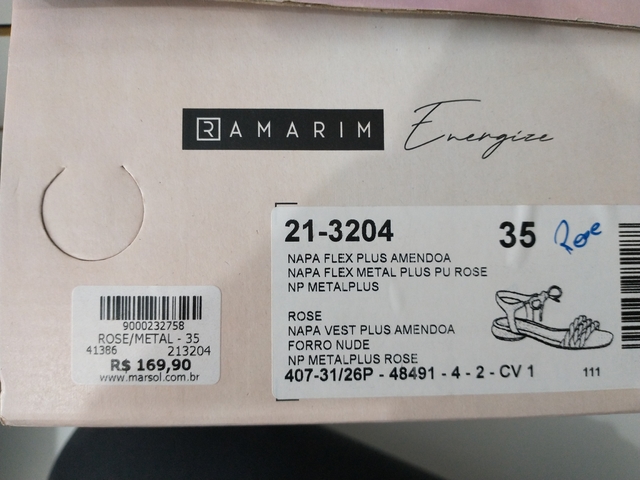 RAMARIM Energize
21-3204 35 Rose
NAPA FLEX PLUS AMENDOA
NAPA FLEX METAL PLUS PU ROSE
NP METALPLUS
ROSE
NAPA VEST PLUS AMENDOA
FORRO NUDE
NP METALPLUS ROSE
407-31/26P - 48491 - 4 - 2 - CV 1 111
9000232758
ROSE/METAL - 35
41386 213204
R$ 169,90
www.marsol.com.br